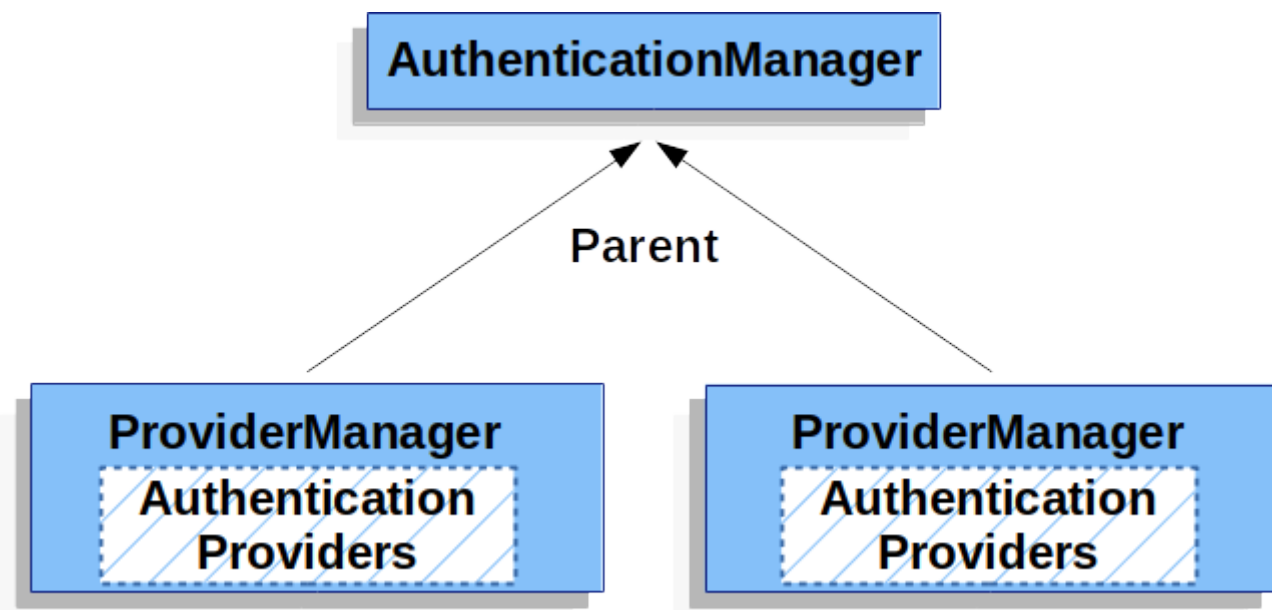 AuthenticationManager
Parent
ProviderManager
Authentication
Providers
ProviderManager
Authentication
Providers